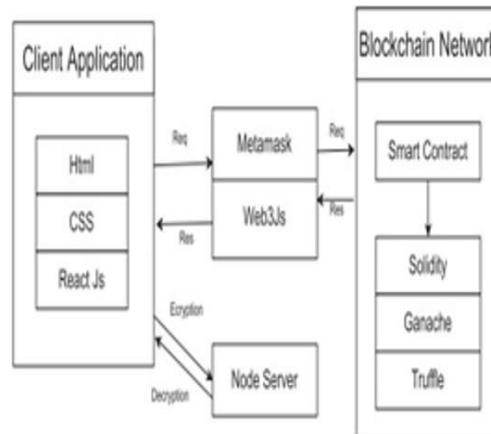 Client Application
Html
CSS
React Js
Req
Res
Metamask
Web3Js
Req
Res
Ecryption
Decryption
Node Server
Blockchain Network
Smart Contract
Solidity
Ganache
Truffle